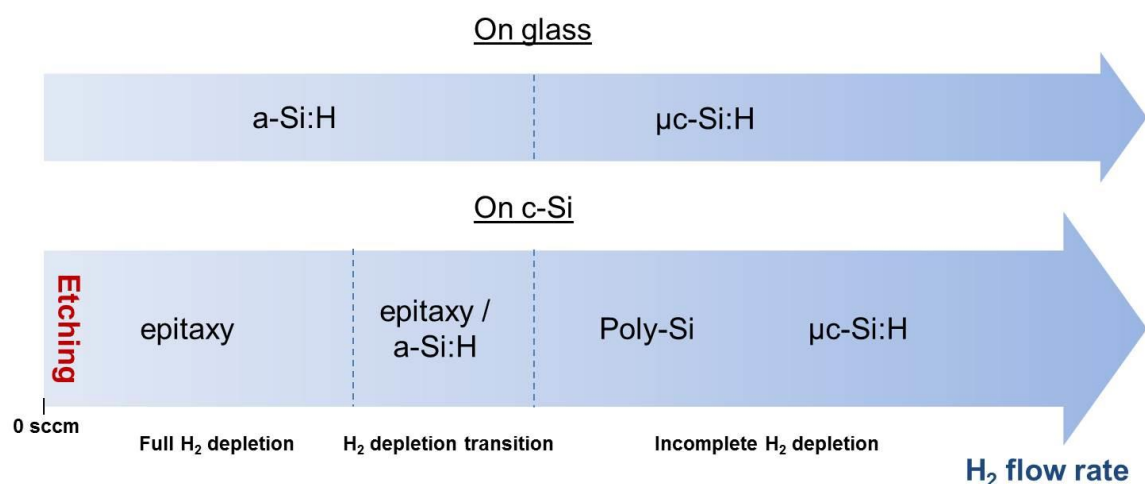 On glass
a-Si:H
µc-Si:H
On c-Si
Etching
epitaxy
epitaxy /
a-Si:H
Poly-Si
µc-Si:H
0 sccm
Full H₂ depletion
H₂ depletion transition
Incomplete H₂ depletion
H₂ flow rate